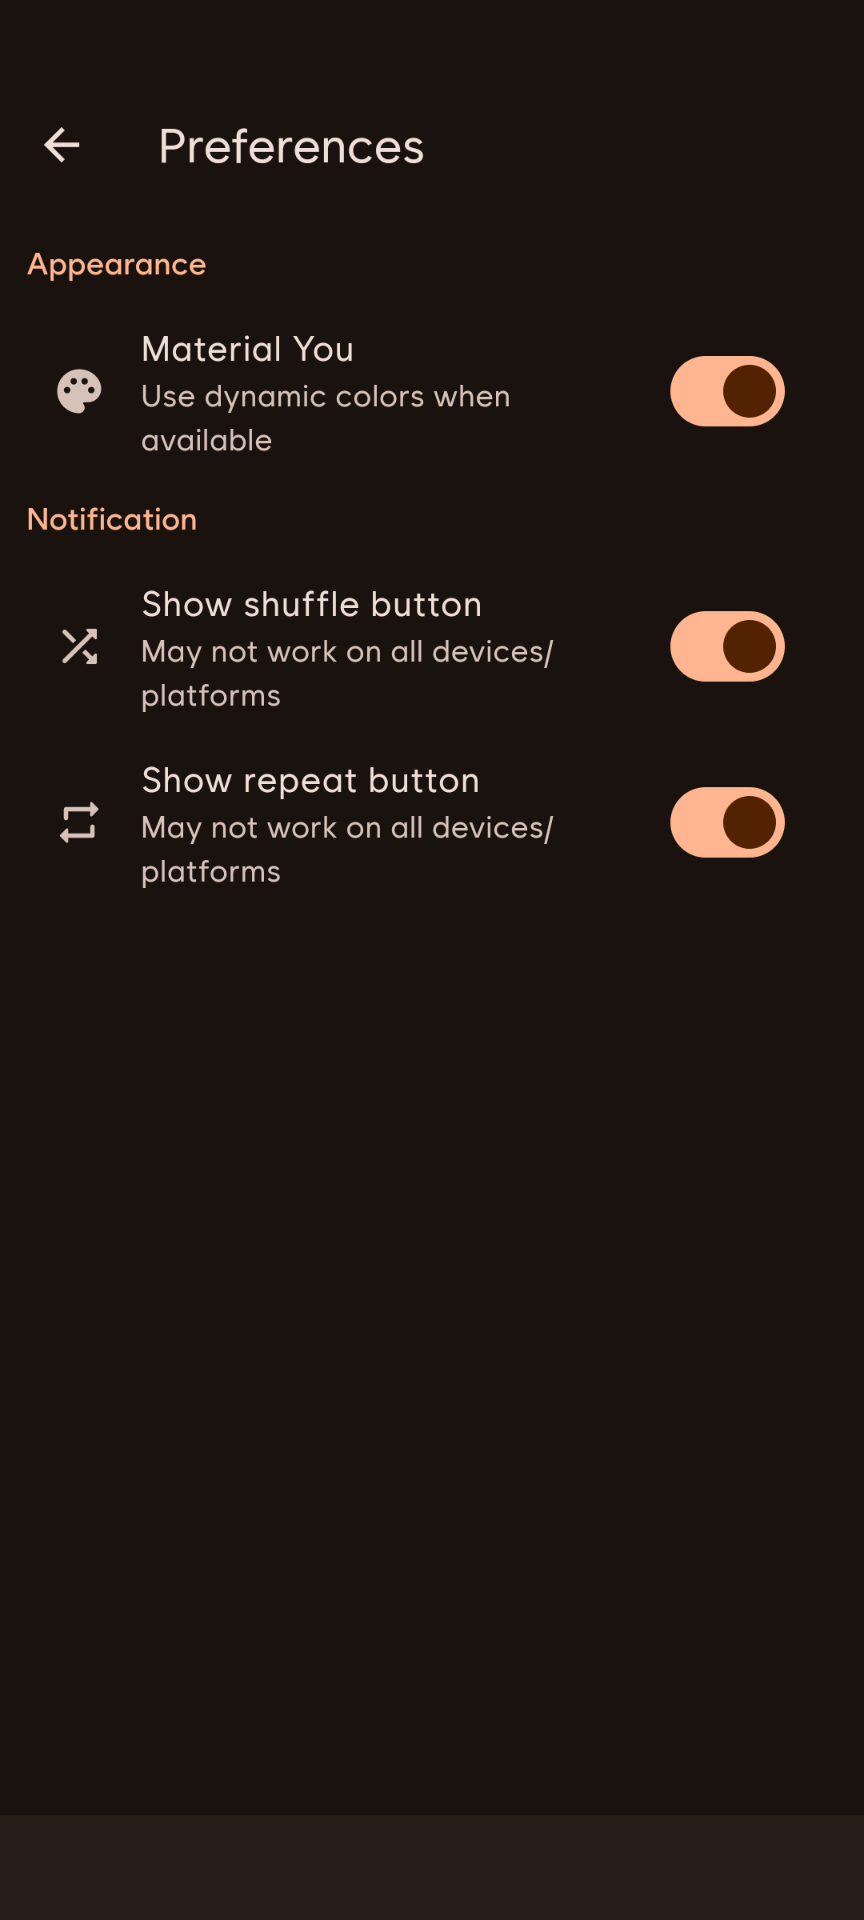 Preferences
Appearance
Material You
Use dynamic colors when
available
Notification
Show shuffle button
May not work on all devices/
platforms
Show repeat button
May not work on all devices/
platforms